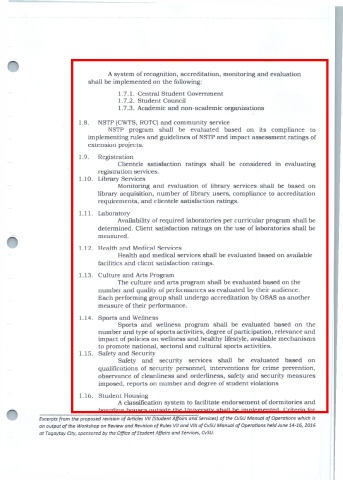 A system of recognition, accreditation, monitoring and evaluation
shall be implemented on the following:
1.7.1. Central Student Government
1.7.2. Student Council
1.7.3. Academic and non-academic organizations
1.8. NSTP (CWTS, ROTC) and community service
NSTP program shall be evaluated based on its compliance to
implementing rules and guidelines of NSTP and impact assessment ratings of
extension projects.
1.9. Registration
Clientele satisfaction ratings shall be considered in evaluating
registration services.
1.10. Library Services
Monitoring and evaluation of library services shall be based on
library acquisition, number of library users, compliance to accreditation
requirements, and clientele satisfaction ratings.
1.11. Laboratory
Availability of required laboratories per curricular program shall be
determined. Client satisfaction ratings on the use of laboratories shall be
measured.
1.12. Health and Medical Services
Health and medical services shall be evaluated based on available
facilities and client satisfaction ratings.
1.13. Culture and Arts Program
The culture and arts program shall be evaluated based on the
number and quality of performances as evaluated by their audience.
Each performing group shall undergo accreditation by OSAS as another
measure of their performance.
1.14. Sports and Wellness
Sports and wellness program shall be evaluated based on the
number and type of sports activities, degree of participation, relevance and
impact of policies on wellness and healthy lifestyle, available mechanisms
to promote national, sectoral and cultural sports activities.
1.15. Safety and Security
Safety and security services shall be evaluated based on
qualifications of security personnel, interventions for crime prevention,
observance of cleanliness and orderliness, safety and security measures
imposed, reports on number and degree of student violations
1.16. Student Housing
A classification system to facilitate endorsement of dormitories and
boarding houses outside the University shall be implemented. Criteria for
Excerpts from the proposed revision of Articles VII (Student Affairs and Services) of the CvSU Manual of Operations which is
an output of the Workshop on Review and Revision of Rules VII and VIII of CvSU Manual of Operations held June 14-16, 2016
at Tagaytay City, sponsored by the Office of Student Affairs and Services, CvSU.